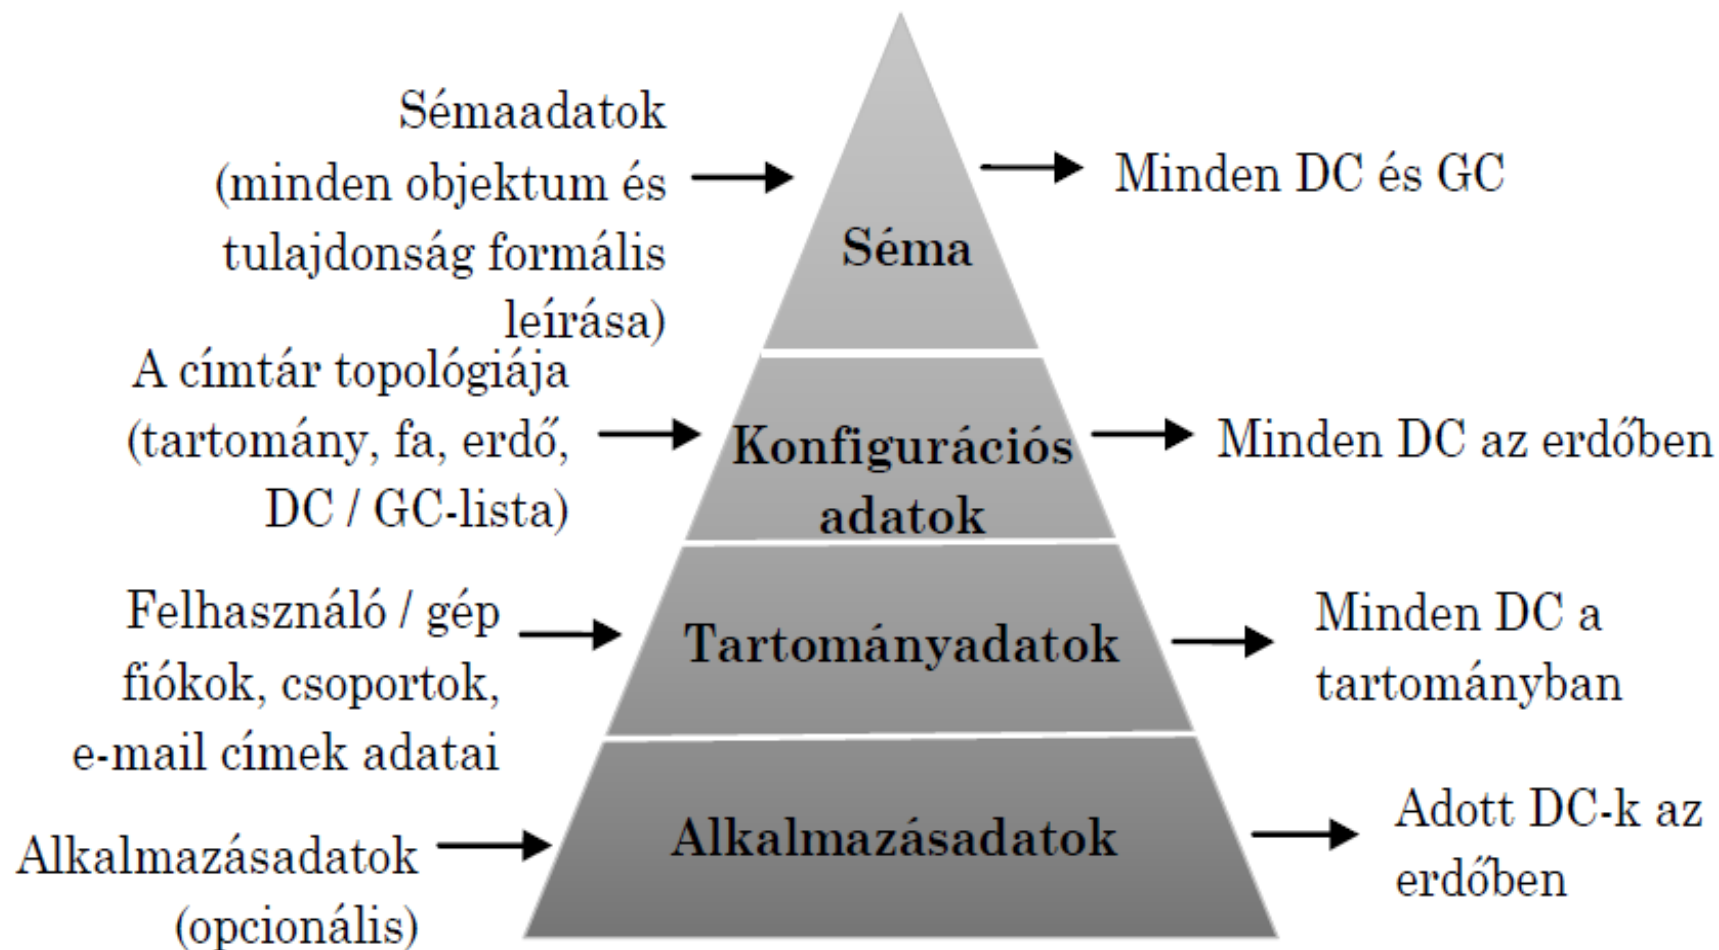 Sémaadatok
(minden objektum és
tulajdonság formális
leírása)
Séma
Minden DC és GC
A címtár topológiája
(tartomány, fa, erdő,
DC / GC-lista)
Konfigurációs
adatok
Minden DC az erdőben
Felhasználó / gép
fiókok, csoportok,
e-mail címek adatai
Tartományadatok
Minden DC a
tartományban
Alkalmazásadatok
(opcionális)
Alkalmazásadatok
Adott DC-k az
erdőben